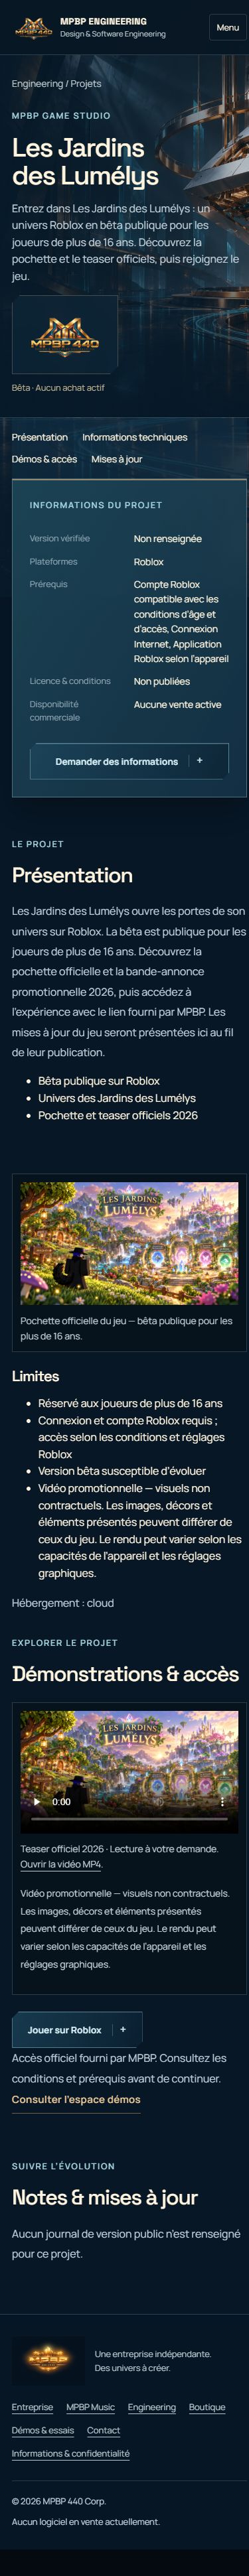 MPBP ENGINEERING
Design & Software Engineering
Menu
Engineering / Projets
MPBP GAME STUDIO
Les Jardins
des Lumélys
Entrez dans Les Jardins des Lumélys : un
univers Roblox en bêta publique pour les
joueurs de plus de 16 ans. Découvrez la
pochette et le teaser officiels, puis rejoignez le
jeu.
MPBP 440
Bêta · Aucun achat actif
Présentation Informations techniques
Démos & accès Mises à jour
INFORMATIONS DU PROJET
Version vérifiée Non renseignée
Plateformes Roblox
Prérequis Compte Roblox
compatible avec les
conditions d’âge et
d’accès, Connexion
Internet, Application
Roblox selon l’appareil
Licence & conditions Non publiées
Disponibilité Aucune vente active
commerciale
Demander des informations +
LE PROJET
Présentation
Les Jardins des Lumélys ouvre les portes de son
univers sur Roblox. La bêta est publique pour les
joueurs de plus de 16 ans. Découvrez la
pochette officielle et la bande-annonce
promotionnelle 2026, puis accédez à
l’expérience avec le lien fourni par MPBP. Les
mises à jour du jeu seront présentées ici au fil
de leur publication.
• Bêta publique sur Roblox
• Univers des Jardins des Lumélys
• Pochette et teaser officiels 2026
LES JARDINS
LUMÉLYS
Pochette officielle du jeu — bêta publique pour les
plus de 16 ans.
Limites
• Réservé aux joueurs de plus de 16 ans
• Connexion et compte Roblox requis ;
accès selon les conditions et réglages
Roblox
• Version bêta susceptible d’évoluer
• Vidéo promotionnelle — visuels non
contractuels. Les images, décors et
éléments présentés peuvent différer de
ceux du jeu. Le rendu peut varier selon les
capacités de l’appareil et les réglages
graphiques.
Hébergement : cloud
EXPLORER LE PROJET
Démonstrations & accès
LES JARDINS
LUMÉLYS
0:00
Teaser officiel 2026 · Lecture à votre demande.
Ouvrir la vidéo MP4.
Vidéo promotionnelle — visuels non contractuels.
Les images, décors et éléments présentés
peuvent différer de ceux du jeu. Le rendu peut
varier selon les capacités de l’appareil et les
réglages graphiques.
Jouer sur Roblox +
Accès officiel fourni par MPBP. Consultez les
conditions et prérequis avant de continuer.
Consulter l’espace démos
SUIVRE L’ÉVOLUTION
Notes & mises à jour
Aucun journal de version public n’est renseigné
pour ce projet.
MPBP 440
Une entreprise indépendante.
Des univers à créer.
Entreprise MPBP Music Engineering Boutique
Démos & essais Contact
Informations & confidentialité
© 2026 MPBP 440 Corp.
Aucun logiciel en vente actuellement.